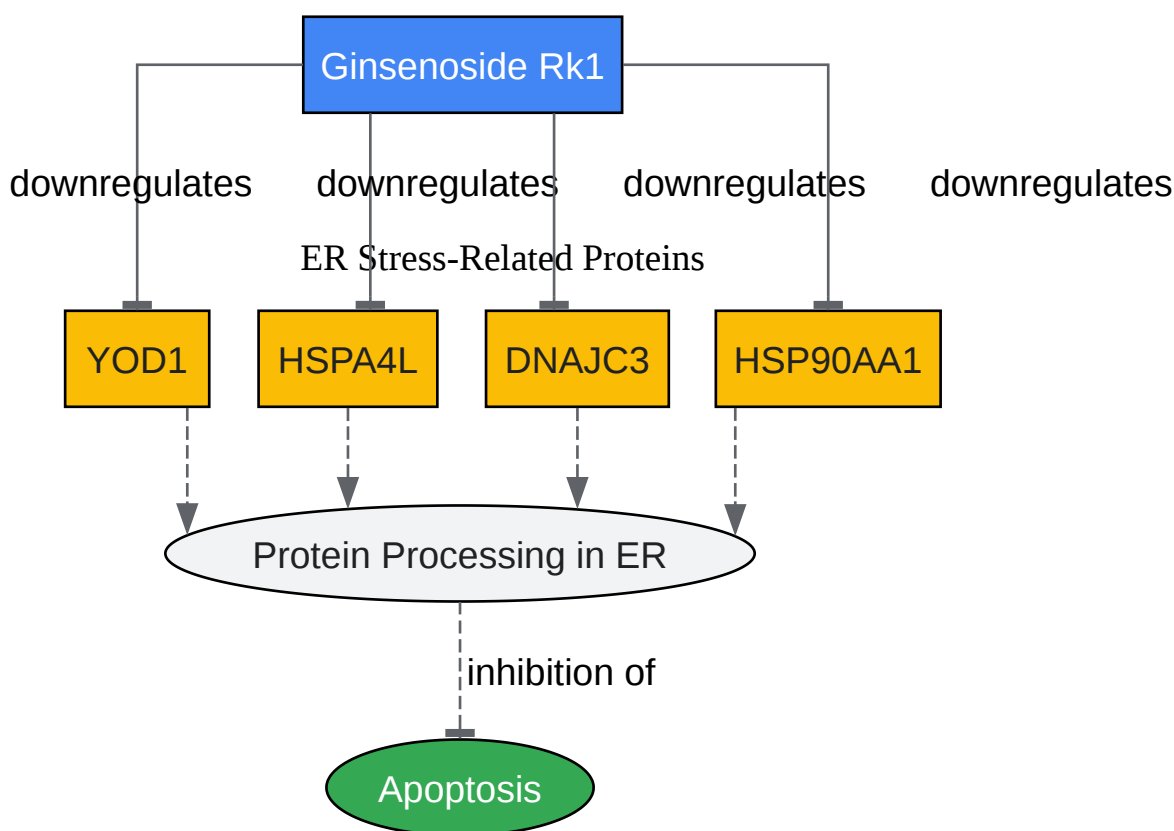 Ginsenoside Rk1
downregulates downregulates downregulates downregulates
ER Stress-Related Proteins
YOD1 HSPA4L DNAJC3 HSP90AA1
Protein Processing in ER
inhibition of
Apoptosis